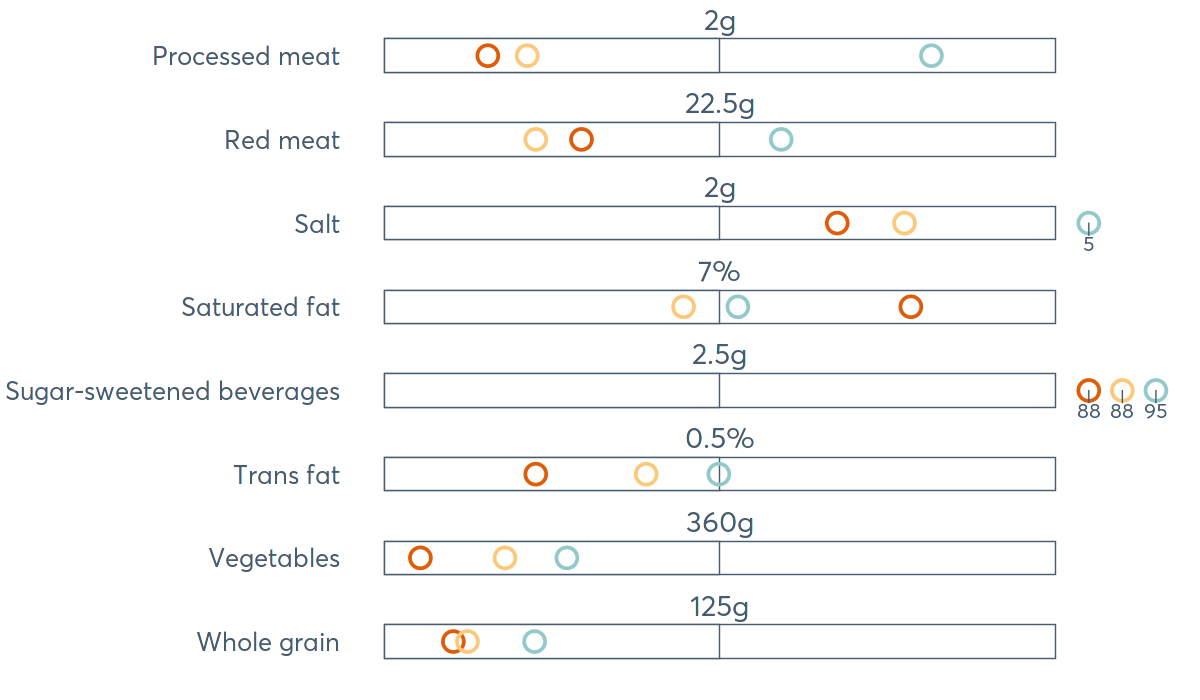 2g
Processed meat
22.5g
Red meat
2g
Salt
5
7%
Saturated fat
2.5g
Sugar-sweetened beverages
88 88 95
0.5%
Trans fat
360g
Vegetables
125g
Whole grain